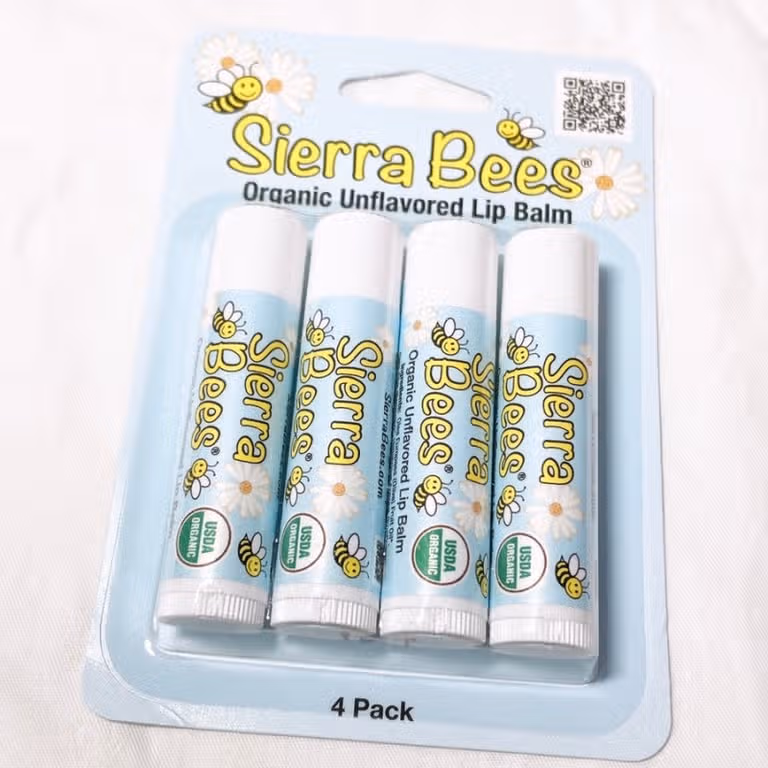 Sierra Bees®
Organic Unflavored Lip Balm
Sierra
Bees®
USDA
ORGANIC
Sierra
Bees®
USDA
ORGANIC
SierraBees.com
Organic Unflavored Lip Balm
Sierra
Bees®
USDA
ORGANIC
Sierra
Bees®
USDA
ORGANIC
4 Pack